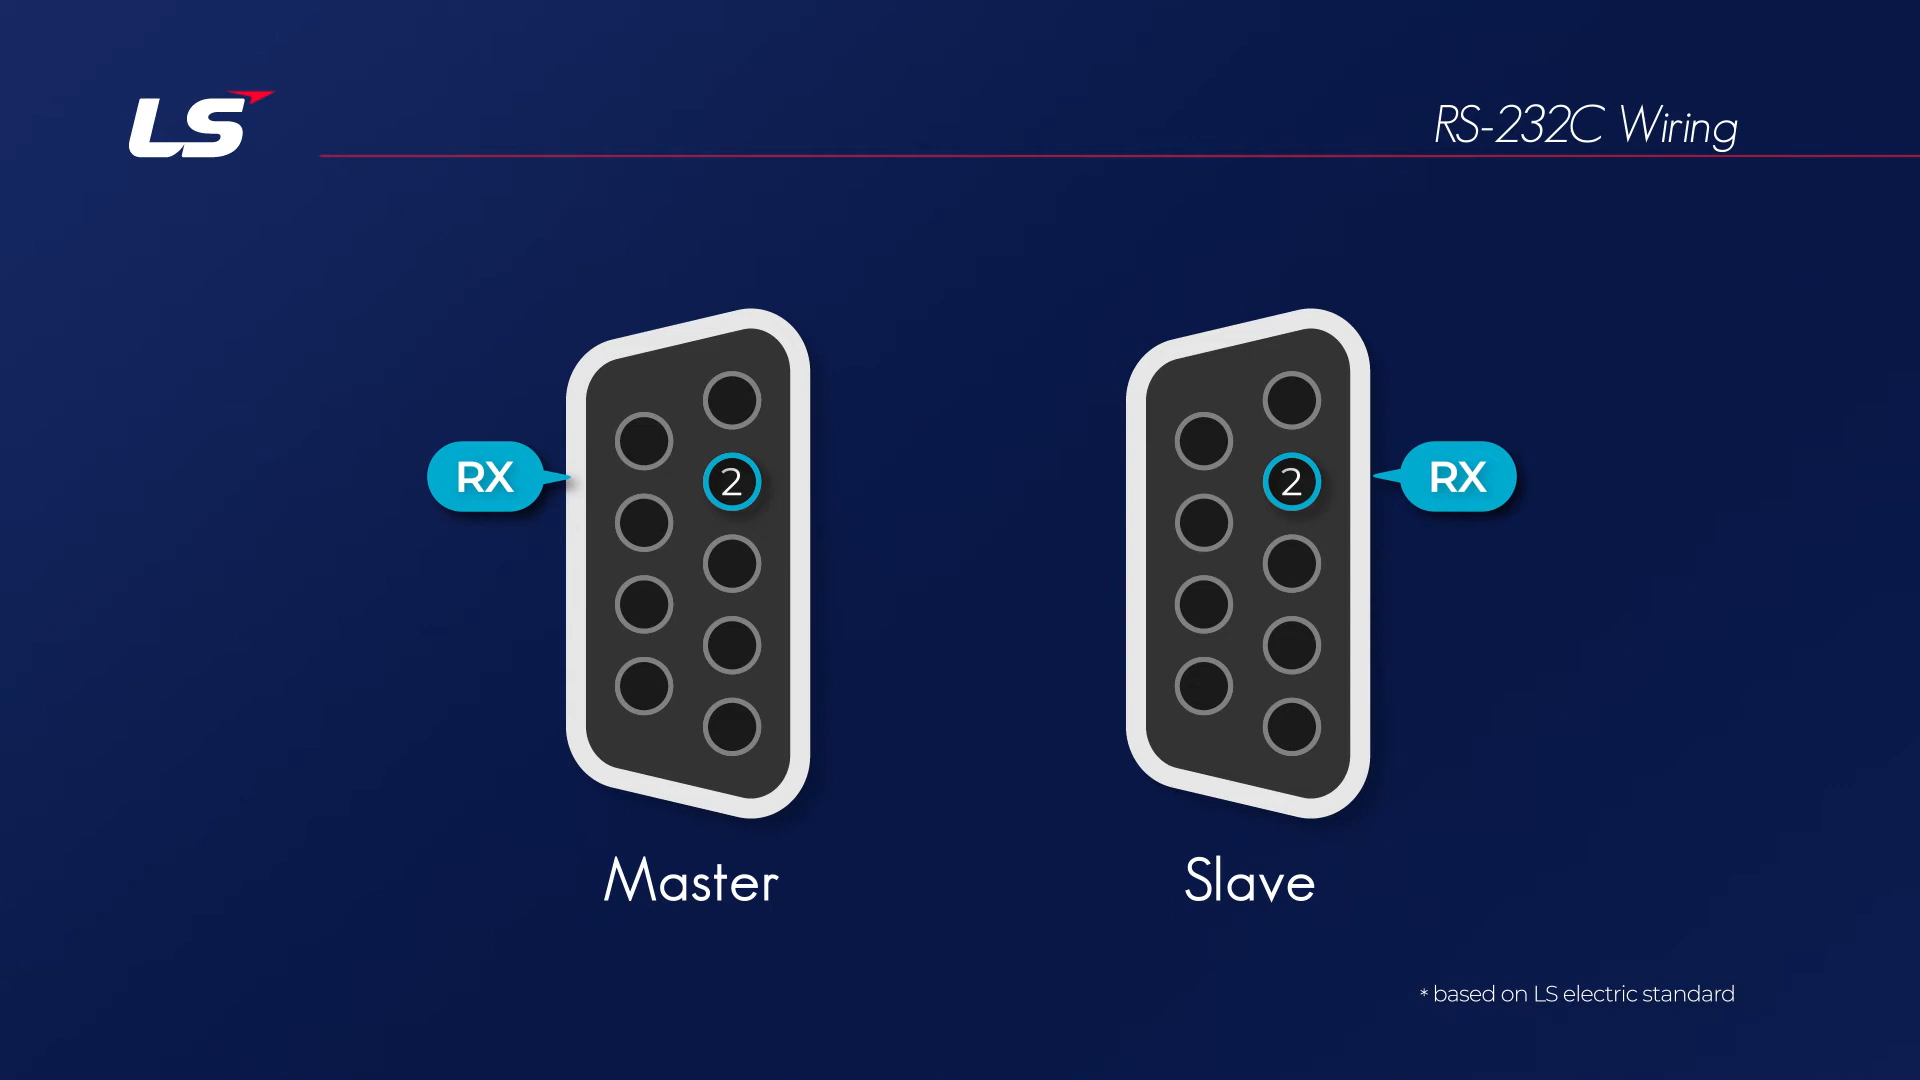 LS
RS-232C Wiring
RX
2
2
RX
Master
Slave
* based on LS electric standard